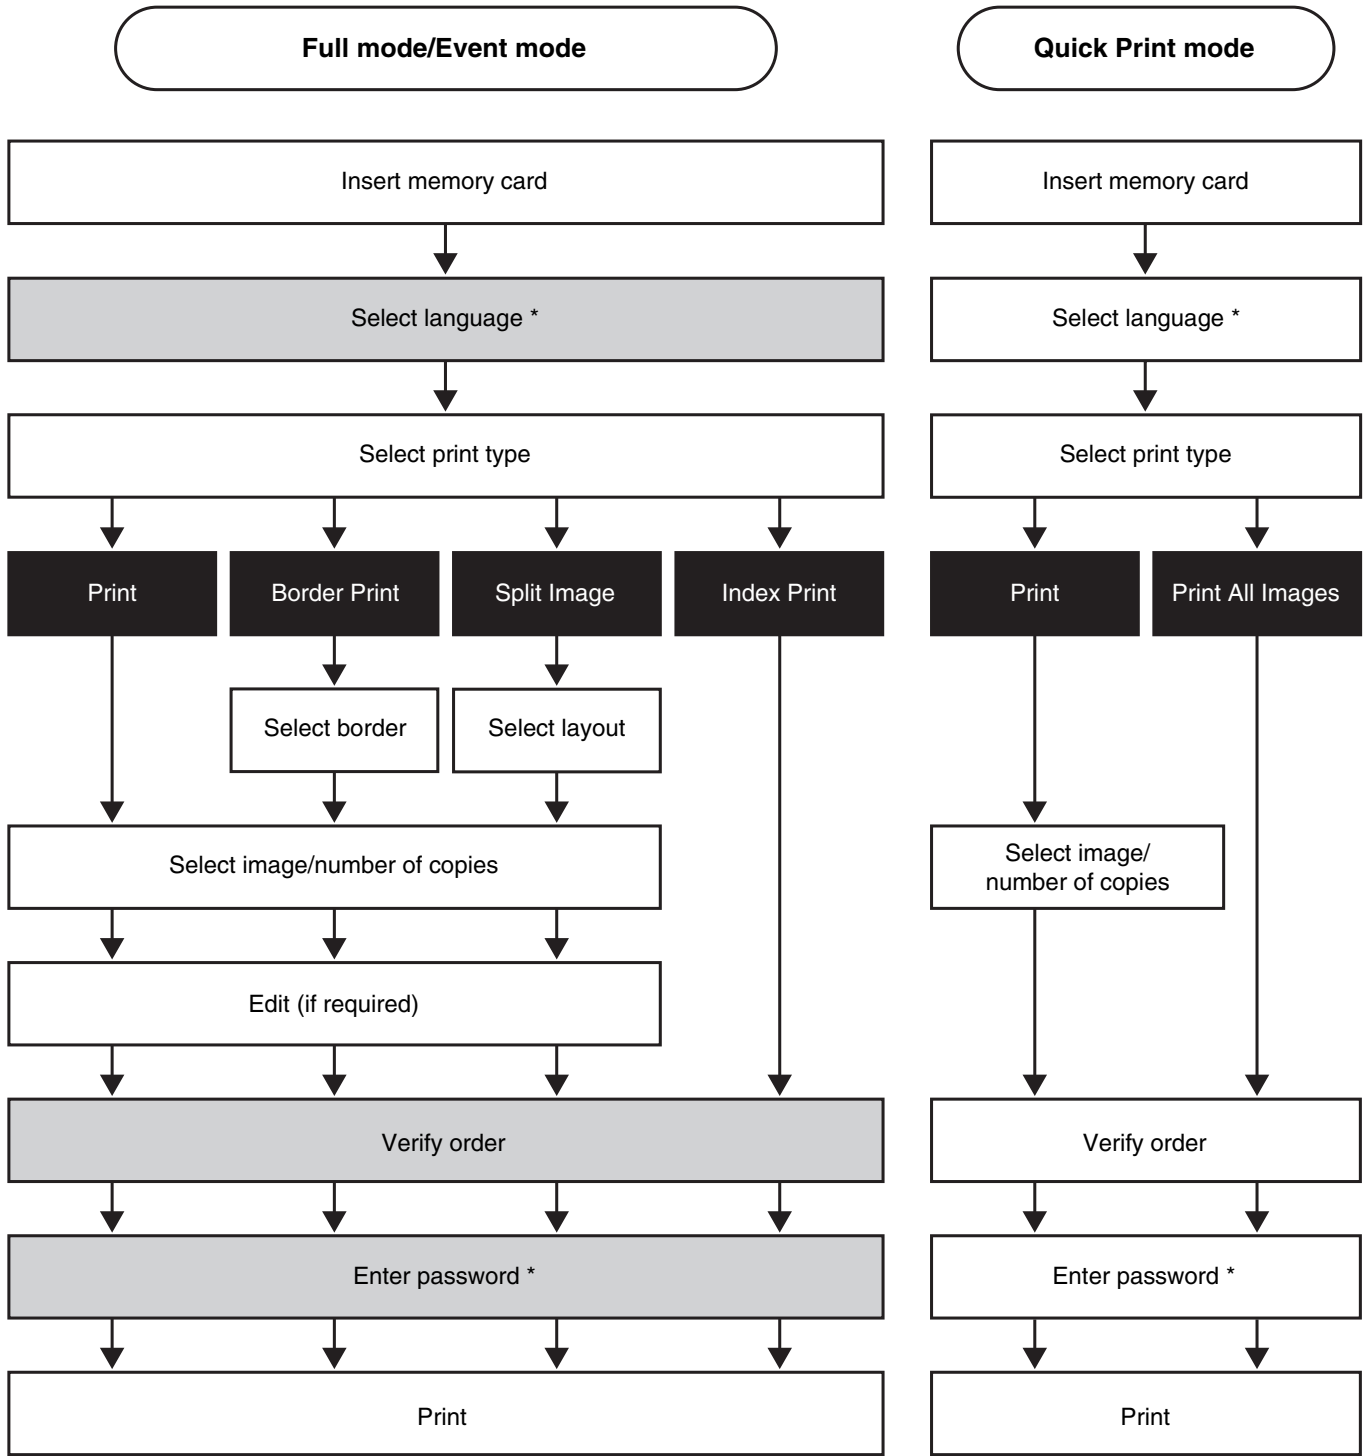 Full mode/Event mode
Insert memory card
Select language *
Select print type
Print
Border Print
Split Image
Index Print
Select border
Select layout
Select image/number of copies
Edit (if required)
Verify order
Enter password *
Print
Quick Print mode
Insert memory card
Select language *
Select print type
Print
Print All Images
Select image/
number of copies
Verify order
Enter password *
Print